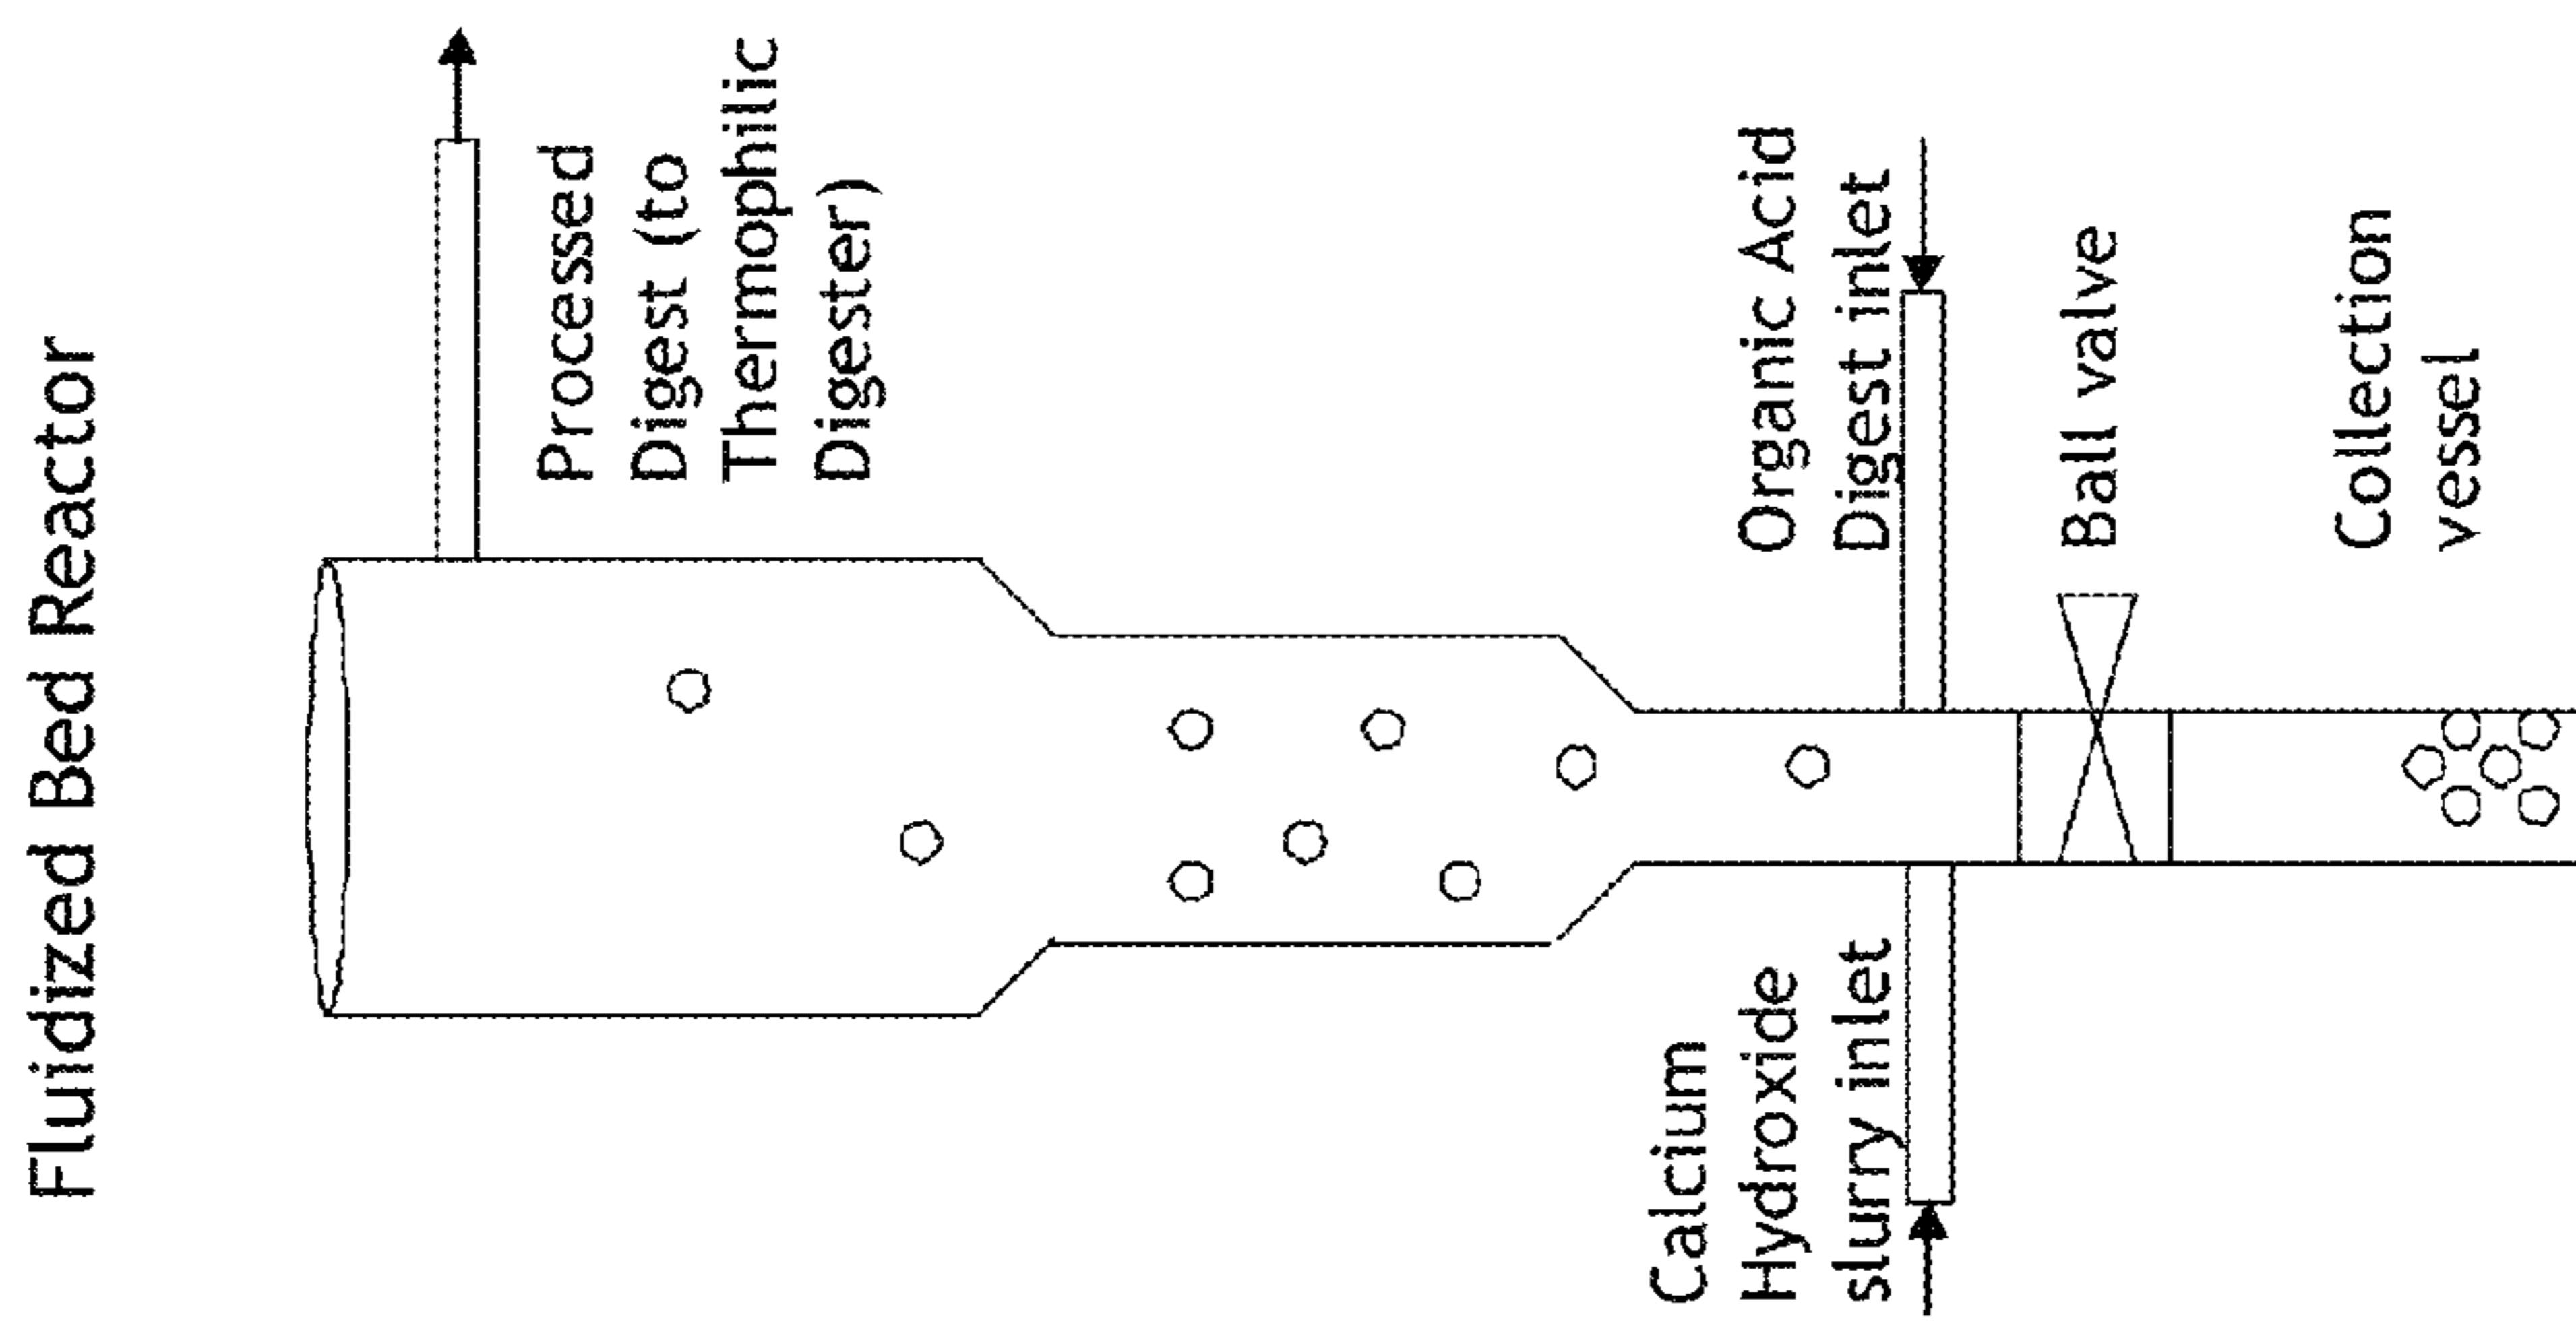 Fluidized Bed Reactor
Processed
Digest (to
Thermophilic
Digester)
Calcium
Hydroxide
slurry inlet
Organic Acid
Digest inlet
Ball valve
Collection
vessel